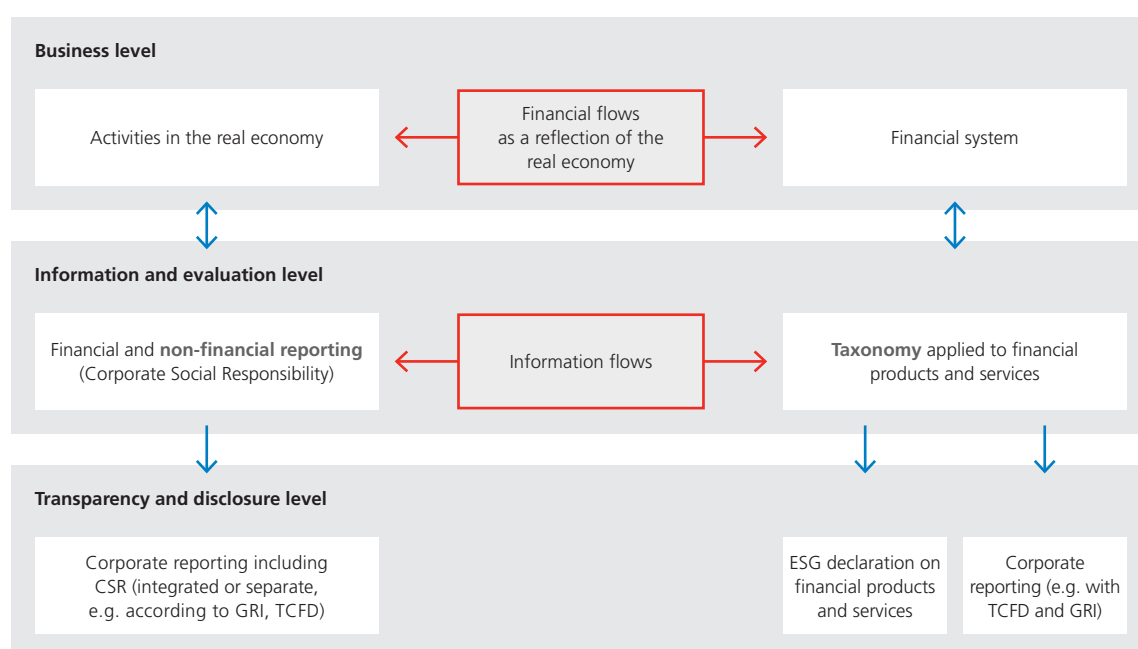 Business level
Activities in the real economy
Financial flows
as a reflection of the
real economy
Financial system
Information and evaluation level
Financial and non-financial reporting
(Corporate Social Responsibility)
Information flows
Taxonomy applied to financial
products and services
Transparency and disclosure level
Corporate reporting including
CSR (integrated or separate,
e.g. according to GRI, TCFD)
ESG declaration on
financial products
and services
Corporate
reporting (e.g. with
TCFD and GRI)